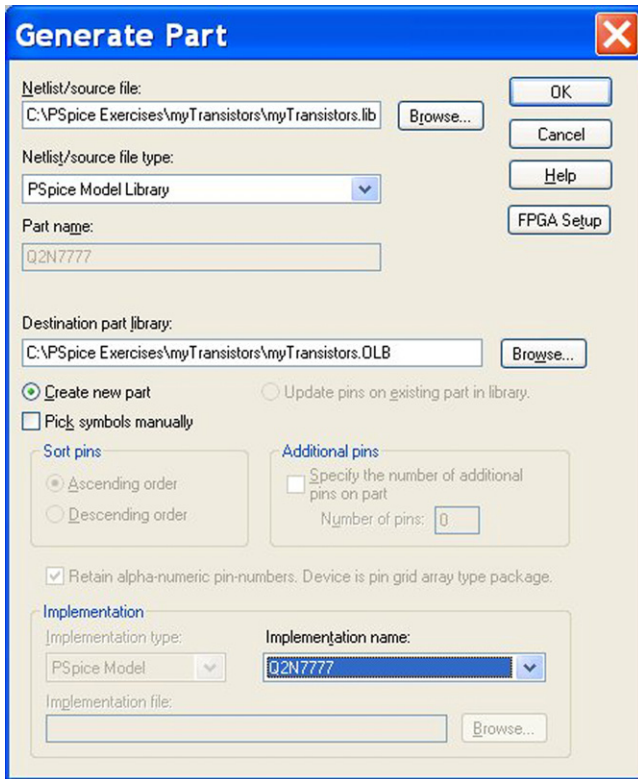 Generate Part
Netlist/source file:
OK
C:\PSpice Exercises\myTransistors\myTransistors.lib
Browse...
Cancel
Netlist/source file type:
PSpice Model Library
Help
Part name:
FPGA Setup
Q2N7777
Destination part library:
C:\PSpice Exercises\myTransistors\myTransistors.OLB
Browse...
Create new part
Update pins on existing part in library.
Pick symbols manually
Sort pins
Additional pins
Ascending order
Specify the number of additional
pins on part
Descending order
Number of pins: 0
Retain alpha-numeric pin-numbers. Device is pin grid array type package.
Implementation
Implementation type:
Implementation name:
PSpice Model
Q2N7777
Implementation file:
Browse...